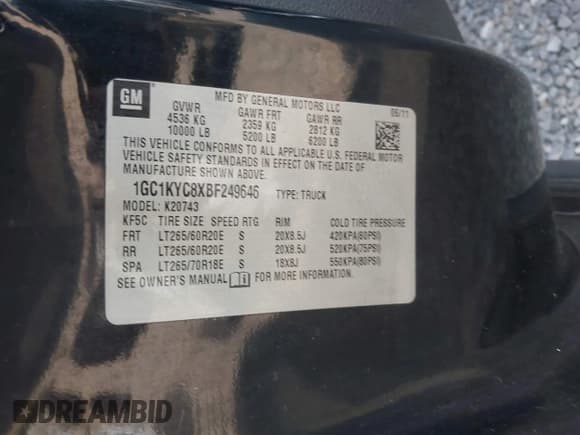 GM
MFD BY GENERAL MOTORS LLC
06/11
GVWR GAWR FRT GAWR RR
4536 KG 2359 KG 2812 KG
10000 LB 5200 LB 6200 LB
THIS VEHICLE CONFORMS TO ALL APPLICABLE U.S. FEDERAL MOTOR
VEHICLE SAFETY STANDARDS IN EFFECT ON THE DATE OF
MANUFACTURE SHOWN ABOVE.
1GC1KYC8XBF249646 TYPE: TRUCK
MODEL: K20743
KF5C TIRE SIZE SPEED RTG RIM COLD TIRE PRESSURE
FRT LT265/60R20E S 20X8.5J 420KPA(60PSI)
RR LT265/60R20E S 20X8.5J 520KPA(75PSI)
SPA LT265/70R18E S 18X8J 550KPA(80PSI)
SEE OWNER'S MANUAL FOR MORE INFORMATION.
DREAMBID